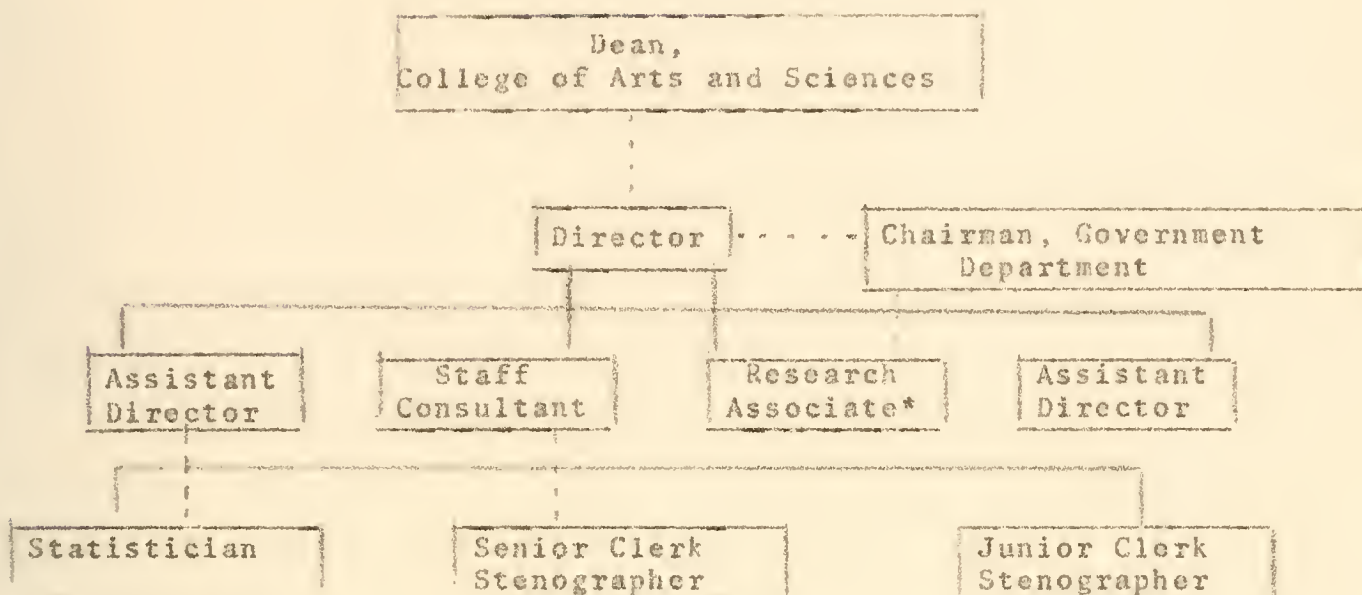 Dean,
College of Arts and Sciences
Director
Chairman, Government
Department
Assistant
Director
Staff
Consultant
Research
Associate*
Assistant
Director
Statistician
Senior Clerk
Stenographer
Junior Clerk
Stenographer